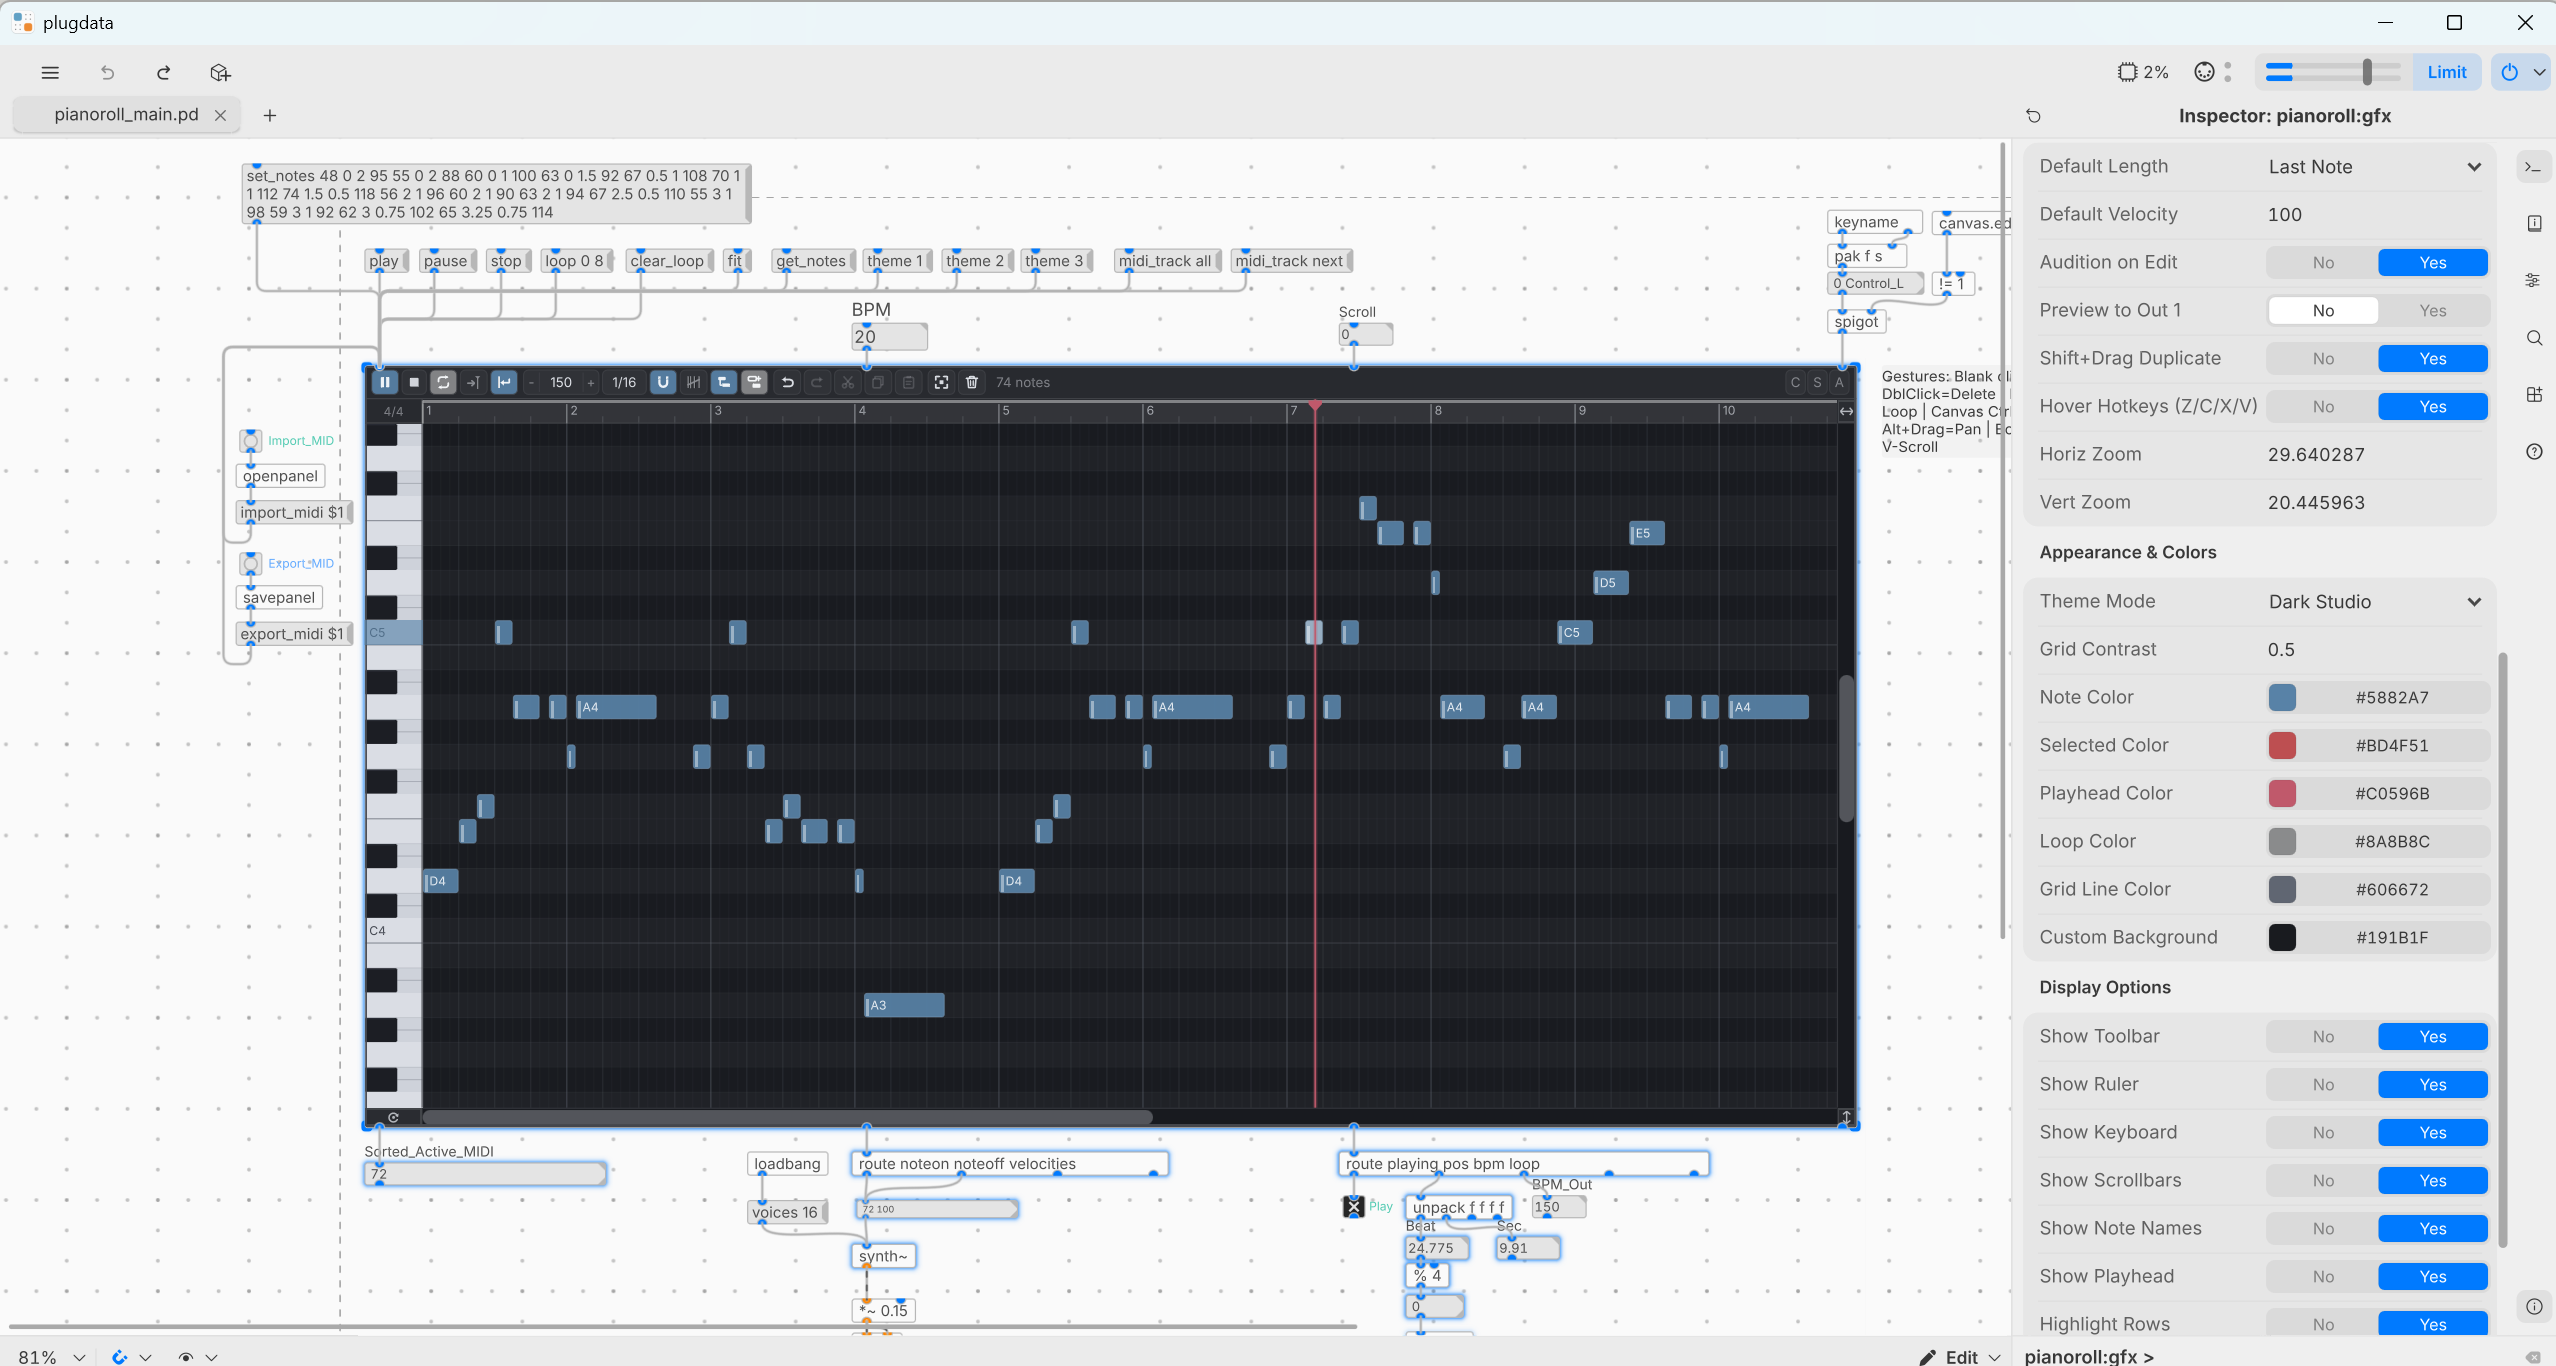 plugdata
2%
Limit
pianoroll_main.pd
Inspector: pianoroll:gfx
set_notes 48 0 2 95 55 0 2 88 60 0 1 100 63 0 1.5 92 67 0.5 1 108 70 1
1 112 74 1.5 0.5 118 56 2 1 96 60 2 1 90 63 2 1 94 67 2.5 0.5 110 55 3 1
98 59 3 1 92 62 3 0.75 102 65 3.25 0.75 114
play pause stop loop 0 8 clear_loop fit get_notes theme 1 theme 2 theme 3 midi_track all midi_track next
BPM
20
Scroll
0
keyname
canvas.ed
pak f s
0 Control_L
!= 1
spigot
- 150 + 1/16 74 notes C S A
4/4 1 2 3 4 5 6 7 8 9 10
Gestures: Blank cli
DblClick=Delete
Loop | Canvas Ctr
Alt+Drag=Pan |
V-Scroll
Import_MID
openpanel
import_midi $1
Export_MID
savepanel
export_midi $1
E5
D5
C5 C5
A4 A4 A4 A4 A4
D4 D4
C4
A3
Sorted_Active_MIDI
72
loadbang
voices 16
route noteon noteoff velocities
72 100
synth~
*~ 0.15
route playing pos bpm loop
Play
unpack f f f f
BPM_Out
150
Beat
24.775
Sec
9.91
% 4
0
Default Length Last Note
Default Velocity 100
Audition on Edit No Yes
Preview to Out 1 No Yes
Shift+Drag Duplicate No Yes
Hover Hotkeys (Z/C/X/V) No Yes
Horiz Zoom 29.640287
Vert Zoom 20.445963
Appearance & Colors
Theme Mode Dark Studio
Grid Contrast 0.5
Note Color #5882A7
Selected Color #BD4F51
Playhead Color #C0596B
Loop Color #8A8B8C
Grid Line Color #606672
Custom Background #191B1F
Display Options
Show Toolbar No Yes
Show Ruler No Yes
Show Keyboard No Yes
Show Scrollbars No Yes
Show Note Names No Yes
Show Playhead No Yes
Highlight Rows No Yes
81%
Edit
pianoroll:gfx >